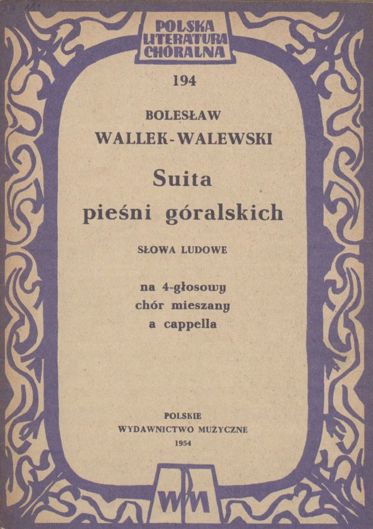 POLSKA
LITERATURA
CHÓRALNA
194
BOLESŁAW
WALLEK-WALEWSKI
Suita
pieśni góralskich
SŁOWA LUDOWE
na 4-głosowy
chór mieszany
a cappella
POLSKIE
WYDAWNICTWO MUZYCZNE
1954
PWM